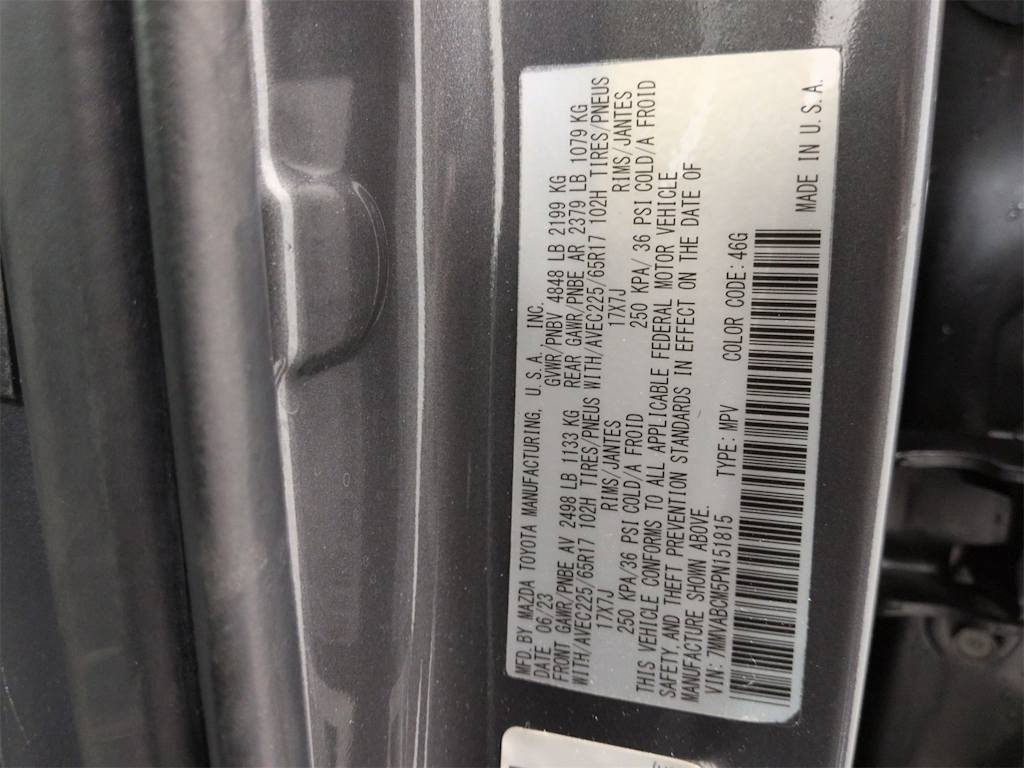 MFD. BY MAZDA TOYOTA MANUFACTURING, U.S.A., INC.
DATE 06/23 GVWR/PNBV 4848 LB 2199 KG
FRONT GAWR/PNBE AV 2498 LB 1133 KG REAR GAWR/PNBE AR 2379 LB 1079 KG
WITH/AVEC225/65R17 102H TIRES/PNEUS WITH/AVEC225/65R17 102H TIRES/PNEUS
17X7J RIMS/JANTES 17X7J RIMS/JANTES
250 KPA/36 PSI COLD/A FROID 250 KPA/ 36 PSI COLD/A FROID
THIS VEHICLE CONFORMS TO ALL APPLICABLE FEDERAL MOTOR VEHICLE
SAFETY, AND THEFT PREVENTION STANDARDS IN EFFECT ON THE DATE OF
MANUFACTURE SHOWN ABOVE.
VIN: 7MMVABCM5PN151815 TYPE: MPV COLOR CODE: 46G
MADE IN U.S.A.